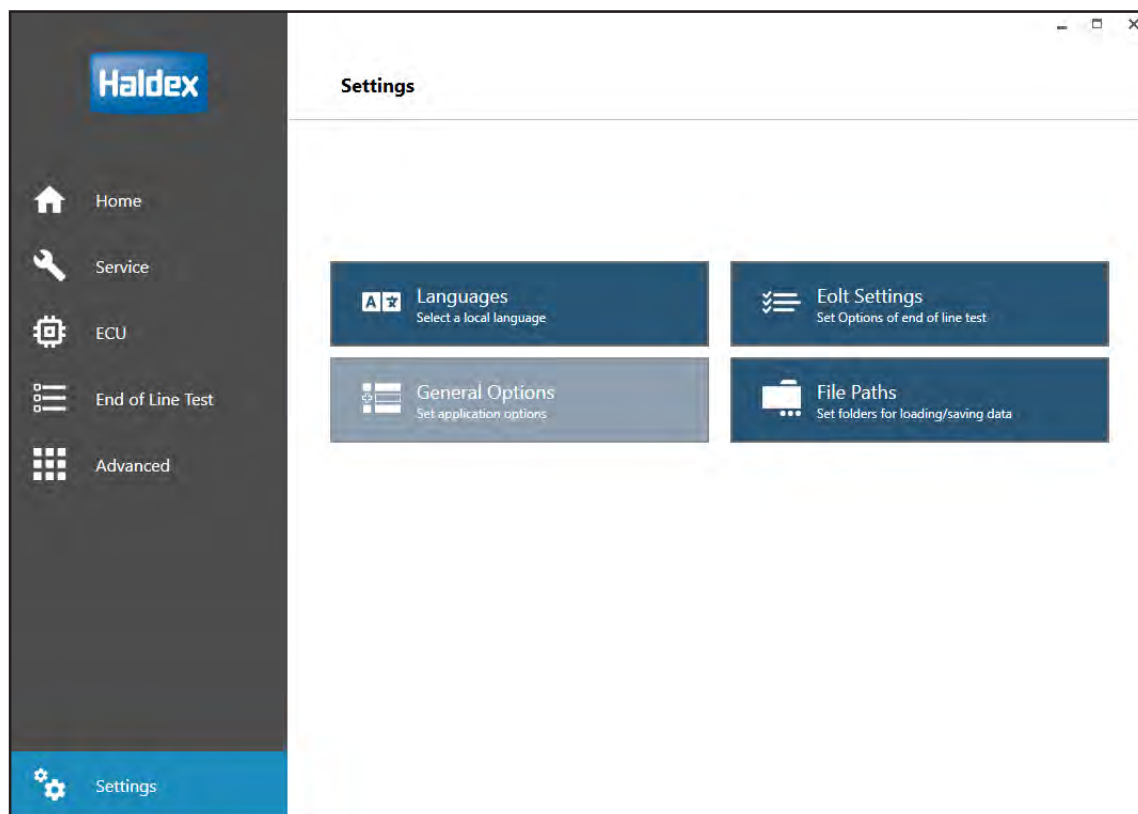 Haldex
Settings
Home
Service
ECU
End of Line Test
Advanced
Settings
Languages
Select a local language
Eolt Settings
Set Options of end of line test
General Options
Set application options
File Paths
Set folders for loading/saving data